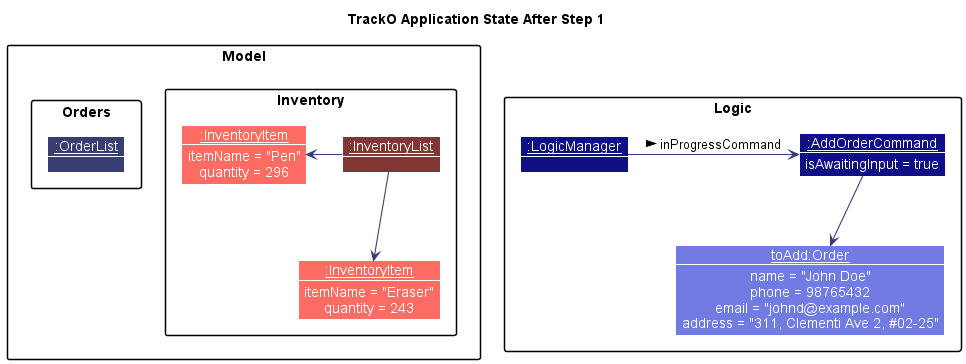 TrackO Application State After Step 1
Model
Orders
:OrderList
Inventory
:InventoryItem
itemName = "Pen"
quantity = 296
:InventoryList
:InventoryItem
itemName = "Eraser"
quantity = 243
Logic
:LogicManager
inProgressCommand
:AddOrderCommand
isAwaitingInput = true
toAdd:Order
name = "John Doe"
phone = 98765432
email = "johnd@example.com"
address = "311, Clementi Ave 2, #02-25"